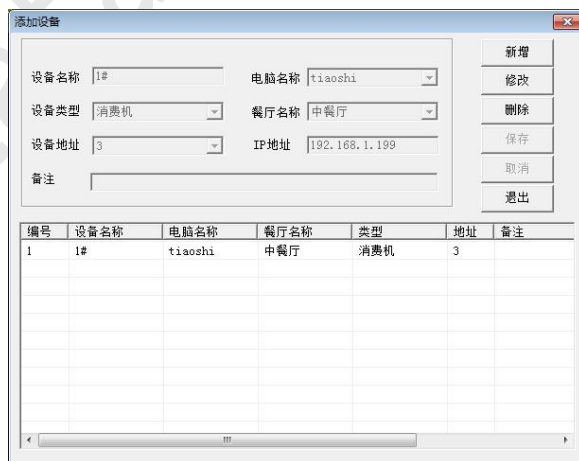 添加设备
设备名称 1# 电脑名称 tiaoshi 新增
修改
设备类型 消费机 餐厅名称 中餐厅 删除
设备地址 3 IP地址 192.168.1.199 保存
取消
备注
退出
编号 设备名称 电脑名称 餐厅名称 类型 地址 备注
1 1# tiaoshi 中餐厅 消费机 3